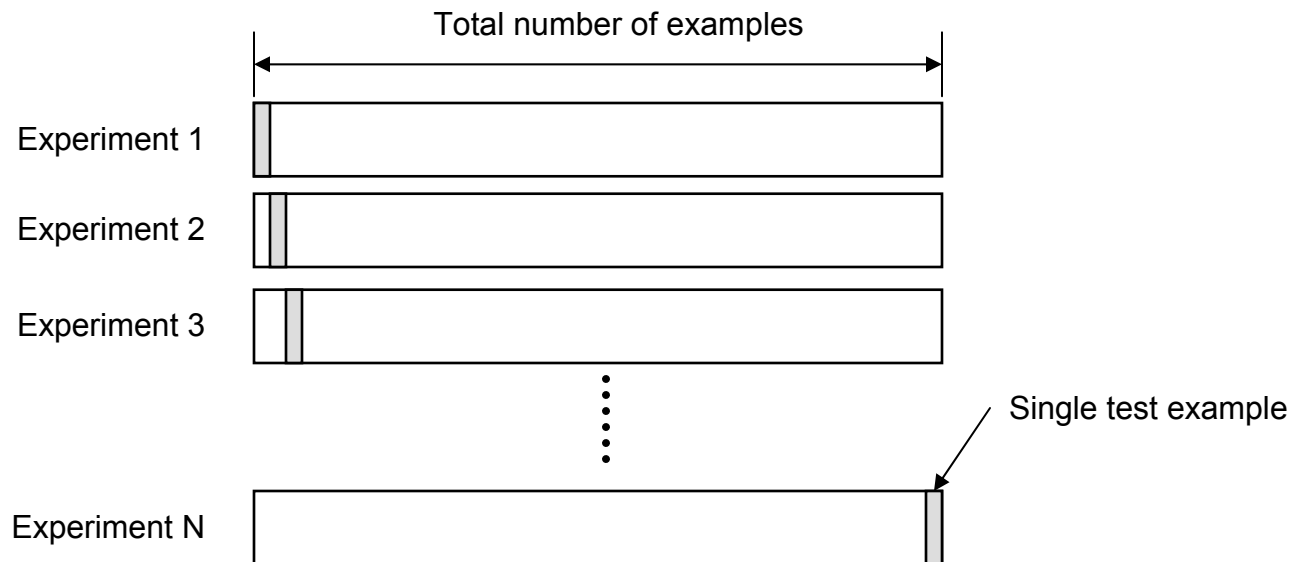 Total number of examples
Experiment 1
Experiment 2
Experiment 3
Single test example
Experiment N